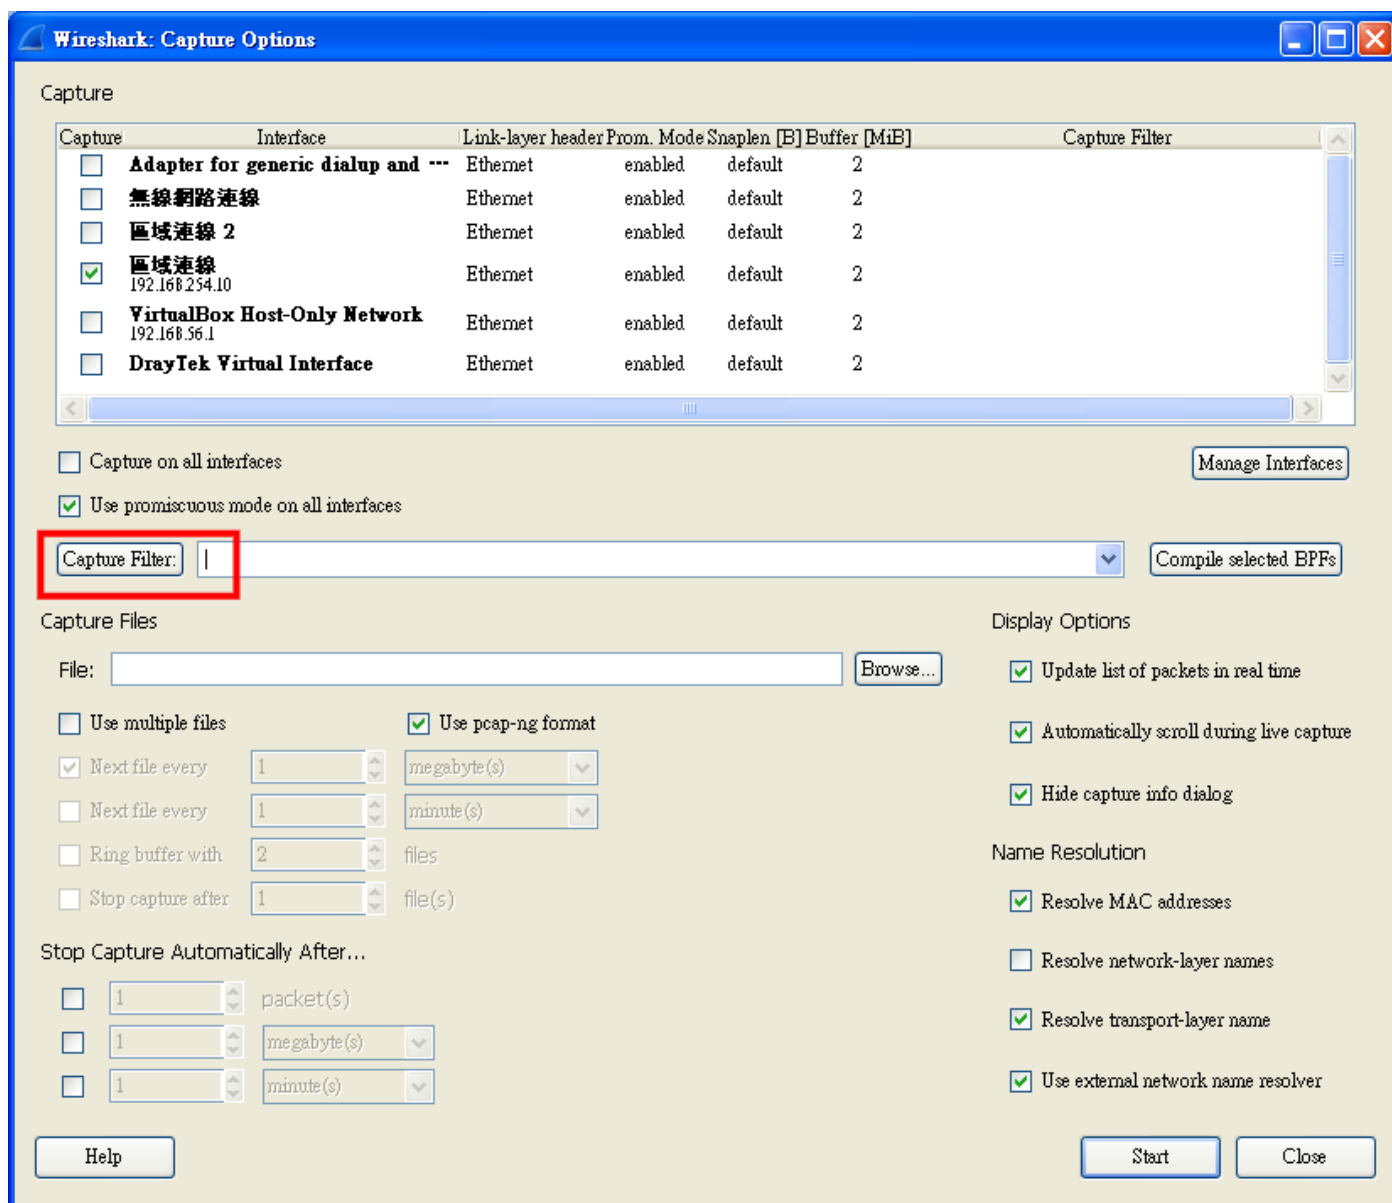 Wireshark: Capture Options
Capture
Capture Interface Link-layer header Prom. Mode Snaplen [B] Buffer [MiB] Capture Filter
Adapter for generic dialup and ··· Ethernet enabled default 2
無線網路連線 Ethernet enabled default 2
區域連線 2 Ethernet enabled default 2
區域連線 Ethernet enabled default 2
192.168.254.10
VirtualBox Host-Only Network Ethernet enabled default 2
192.168.56.1
DrayTek Virtual Interface Ethernet enabled default 2
Capture on all interfaces Manage Interfaces
Use promiscuous mode on all interfaces
Capture Filter: Compile selected BPFs
Capture Files
File: Browse...
Use multiple files Use pcap-ng format
Next file every 1 megabyte(s)
Next file every 1 minute(s)
Ring buffer with 2 files
Stop capture after 1 file(s)
Stop Capture Automatically After...
1 packet(s)
1 megabyte(s)
1 minute(s)
Display Options
Update list of packets in real time
Automatically scroll during live capture
Hide capture info dialog
Name Resolution
Resolve MAC addresses
Resolve network-layer names
Resolve transport-layer name
Use external network name resolver
Help Start Close